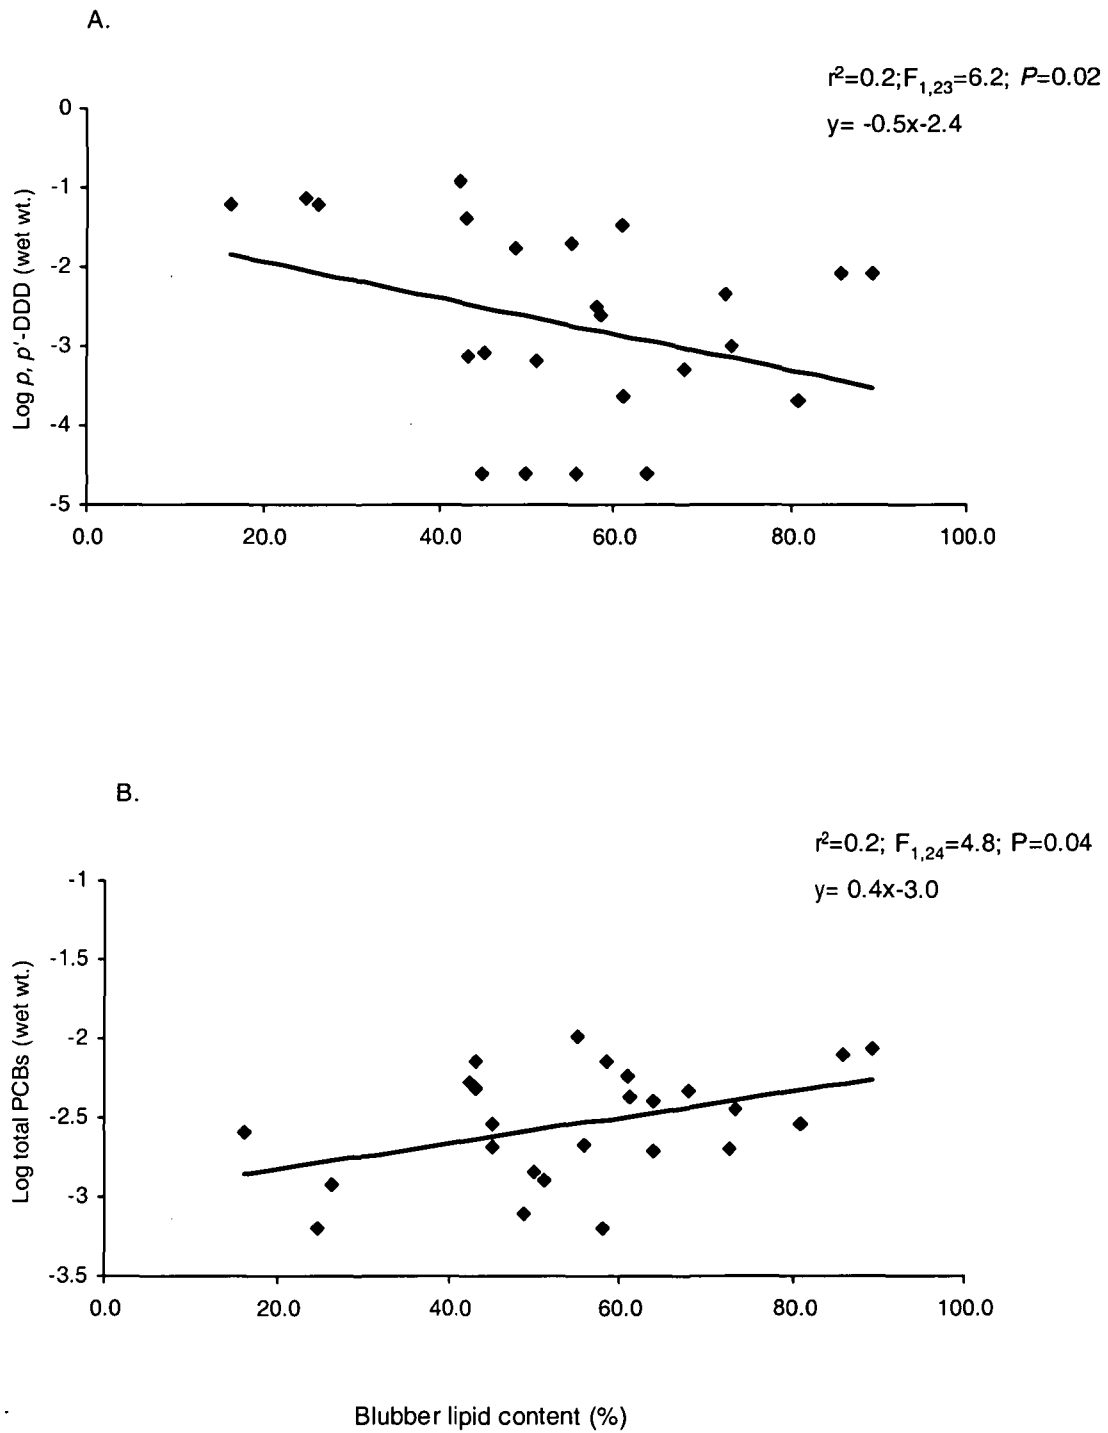 A.
r²=0.2;F1,23=6.2; P=0.02
y= -0.5x-2.4
Log p, p'-DDD (wet wt.)
0
-1
-2
-3
-4
-5
0.0 20.0 40.0 60.0 80.0 100.0
B.
r²=0.2; F1,24=4.8; P=0.04
y= 0.4x-3.0
Log total PCBs (wet wt.)
-1
-1.5
-2
-2.5
-3
-3.5
0.0 20.0 40.0 60.0 80.0 100.0
Blubber lipid content (%)